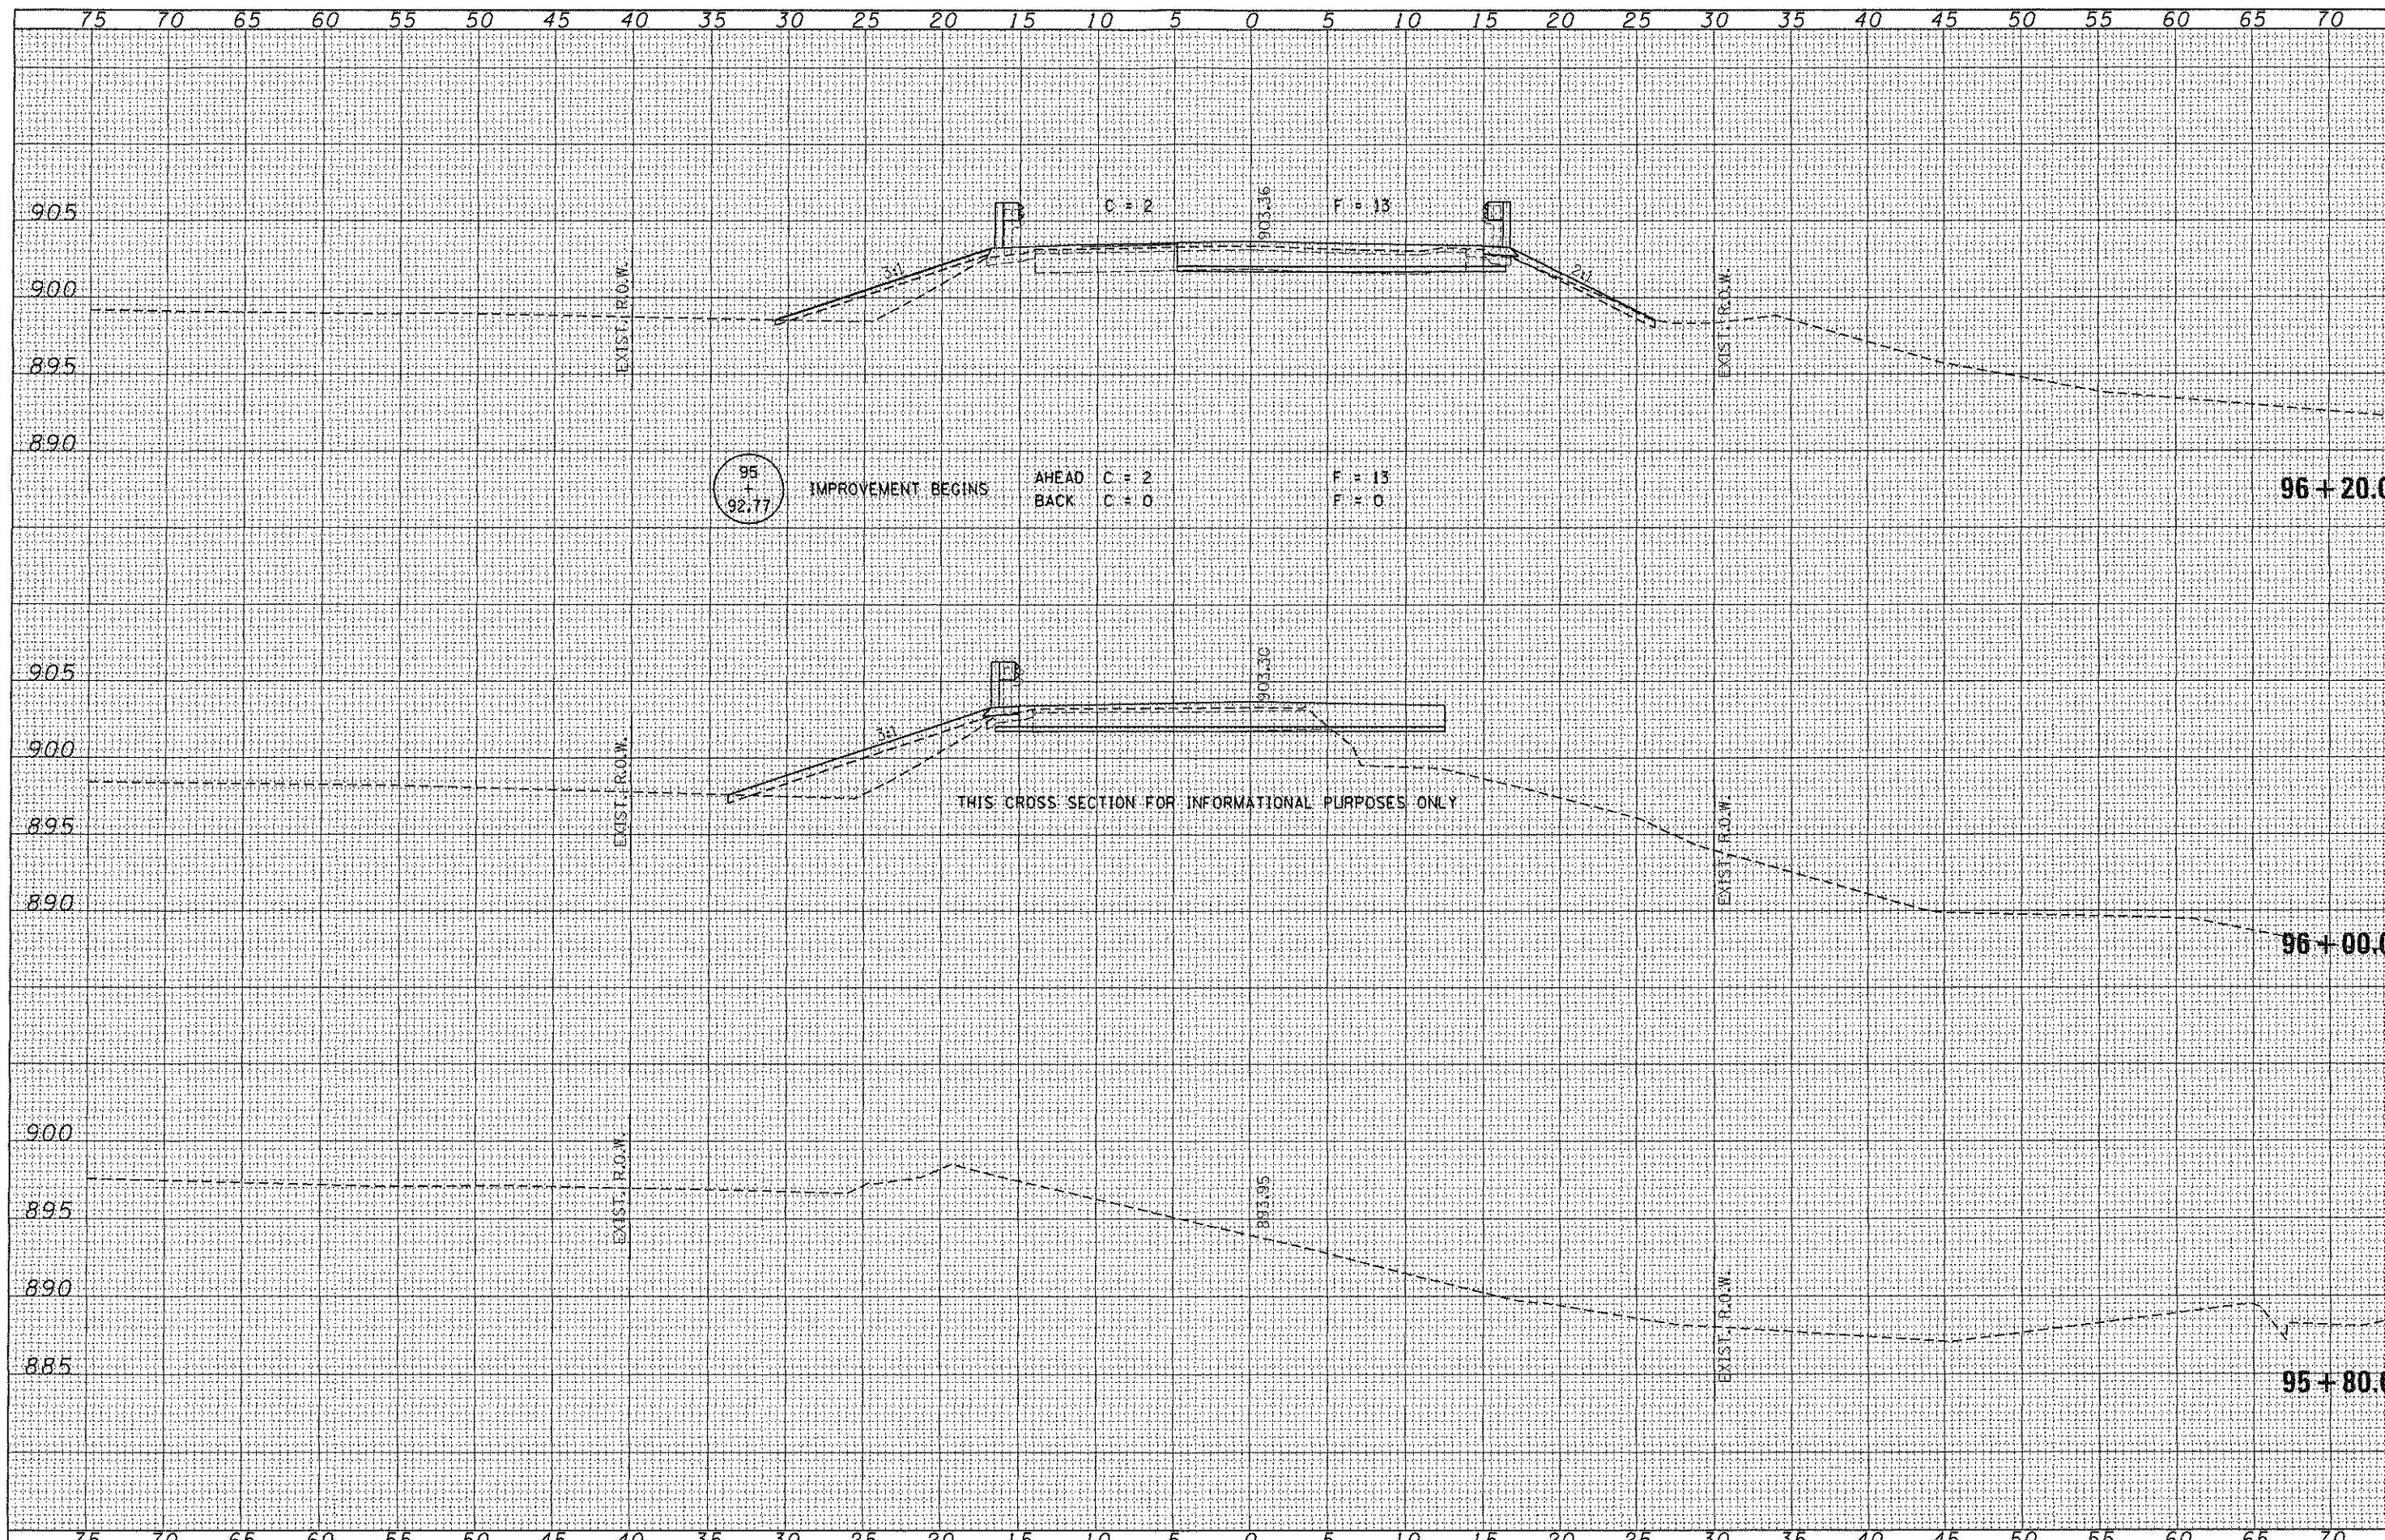 75 70 65 60 55 50 45 40 35 30 25 20 15 10 5 0 5 10 15 20 25 30 35 40 45 50 55 60 65 70
905
C = 2 903.36 F = 13
3:1 2:1
900
EXIST. R.O.W. EXIST. R.O.W.
895
890
95 + 92.77 IMPROVEMENT BEGINS AHEAD C = 2 F = 13
BACK C = 0 F = 0
96 + 20.0
905
903.30
3:1
900
EXIST. R.O.W. EXIST. R.O.W.
THIS CROSS SECTION FOR INFORMATIONAL PURPOSES ONLY
895
890
96 + 00.0
900
EXIST. R.O.W.
893.95
895
890
EXIST. R.O.W.
885
95 + 80.0
75 70 65 60 55 50 45 40 35 30 25 20 15 10 5 0 5 10 15 20 25 30 35 40 45 50 55 60 65 70